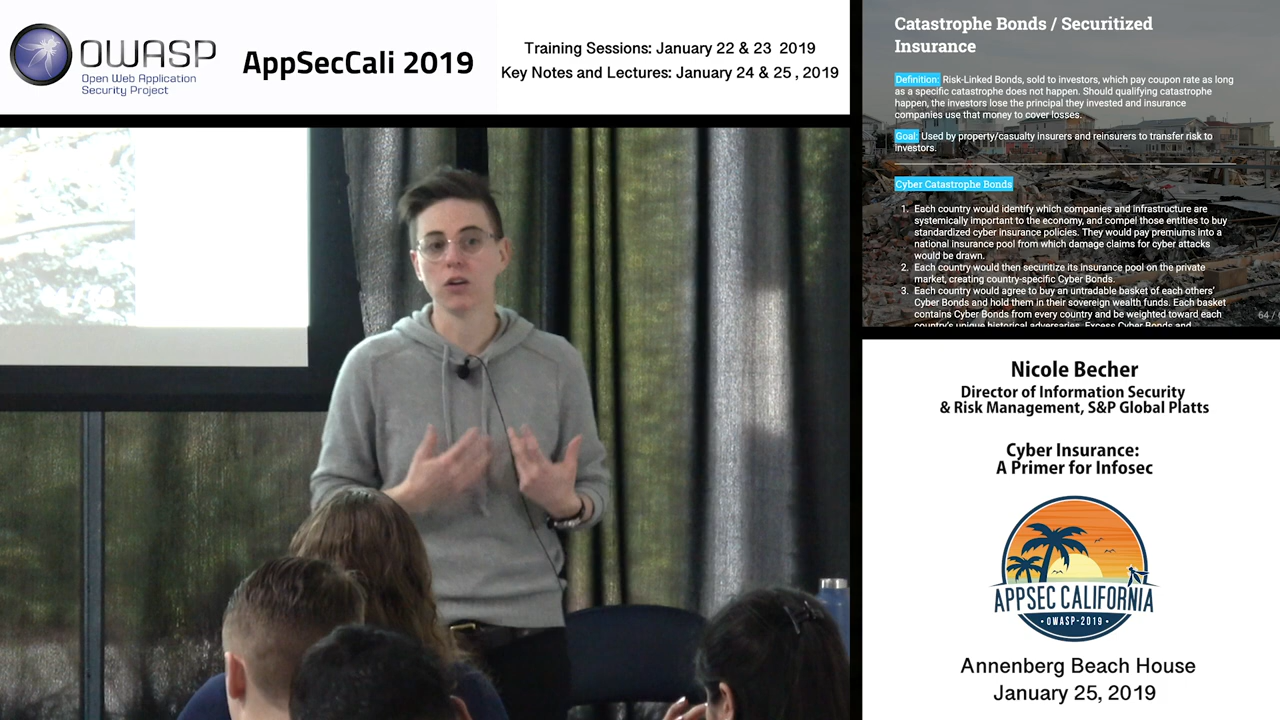 OWASP
Open Web Application
Security Project
AppSecCali 2019
Training Sessions: January 22 & 23 2019
Key Notes and Lectures: January 24 & 25, 2019
Catastrophe Bonds / Securitized
Insurance
Definition: Risk-Linked Bonds, sold to investors, which pay coupon rate as long
as a specific catastrophe does not happen. Should qualifying catastrophe
happen, the investors lose the principal they invested and insurance
companies use that money to cover losses.
Goal: Used by property/casualty insurers and reinsurers to transfer risk to
investors.
Cyber Catastrophe Bonds
1. Each country would identify which companies and infrastructure are
systemically important to the economy, and compel those entities to buy
standardized cyber insurance policies. They would pay premiums into a
national insurance pool from which damage claims for cyber attacks
would be drawn.
2. Each country would then securitize its insurance pool on the private
market, creating country-specific Cyber Bonds.
3. Each country would agree to buy an untradable basket of each others'
Cyber Bonds and hold them in their sovereign wealth funds. Each basket
contains Cyber Bonds from every country and be weighted toward each
country's unique historical adversaries. Excess Cyber Bonds and
64 /
Nicole Becher
Director of Information Security
& Risk Management, S&P Global Platts
Cyber Insurance:
A Primer for Infosec
APPSEC CALIFORNIA
OWASP-2019
Annenberg Beach House
January 25, 2019